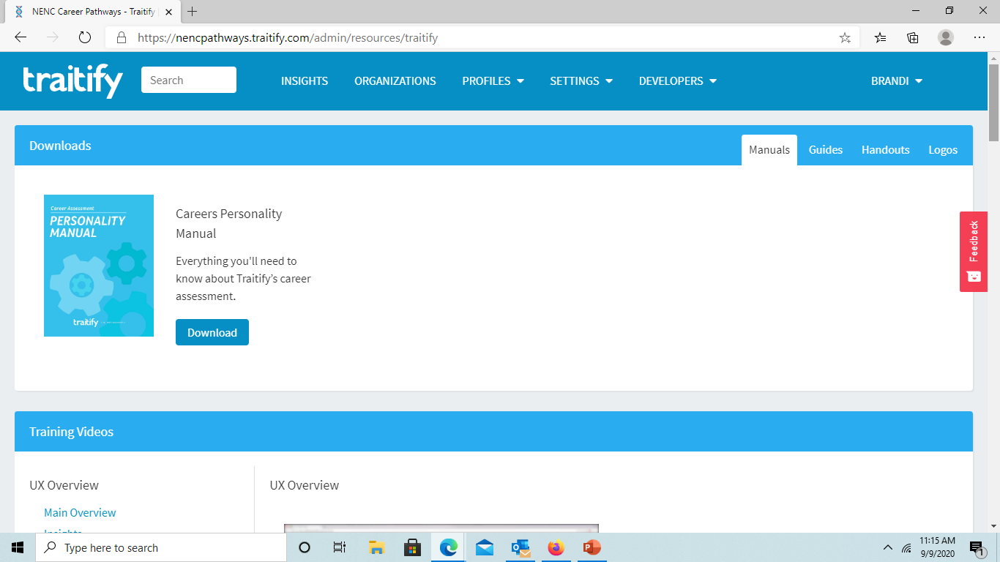 NENC Career Pathways - Traitify
https://nencpathways.traitify.com/admin/resources/traitify
traitify
Search
INSIGHTS
ORGANIZATIONS
PROFILES
SETTINGS
DEVELOPERS
BRANDI
Downloads
Manuals
Guides
Handouts
Logos
Career Assessment
PERSONALITY
MANUAL
traitify
Careers Personality
Manual
Everything you'll need to
know about Traitify's career
assessment.
Download
Feedback
Training Videos
UX Overview
Main Overview
Insights
UX Overview
Type here to search
11:15 AM
9/9/2020
1